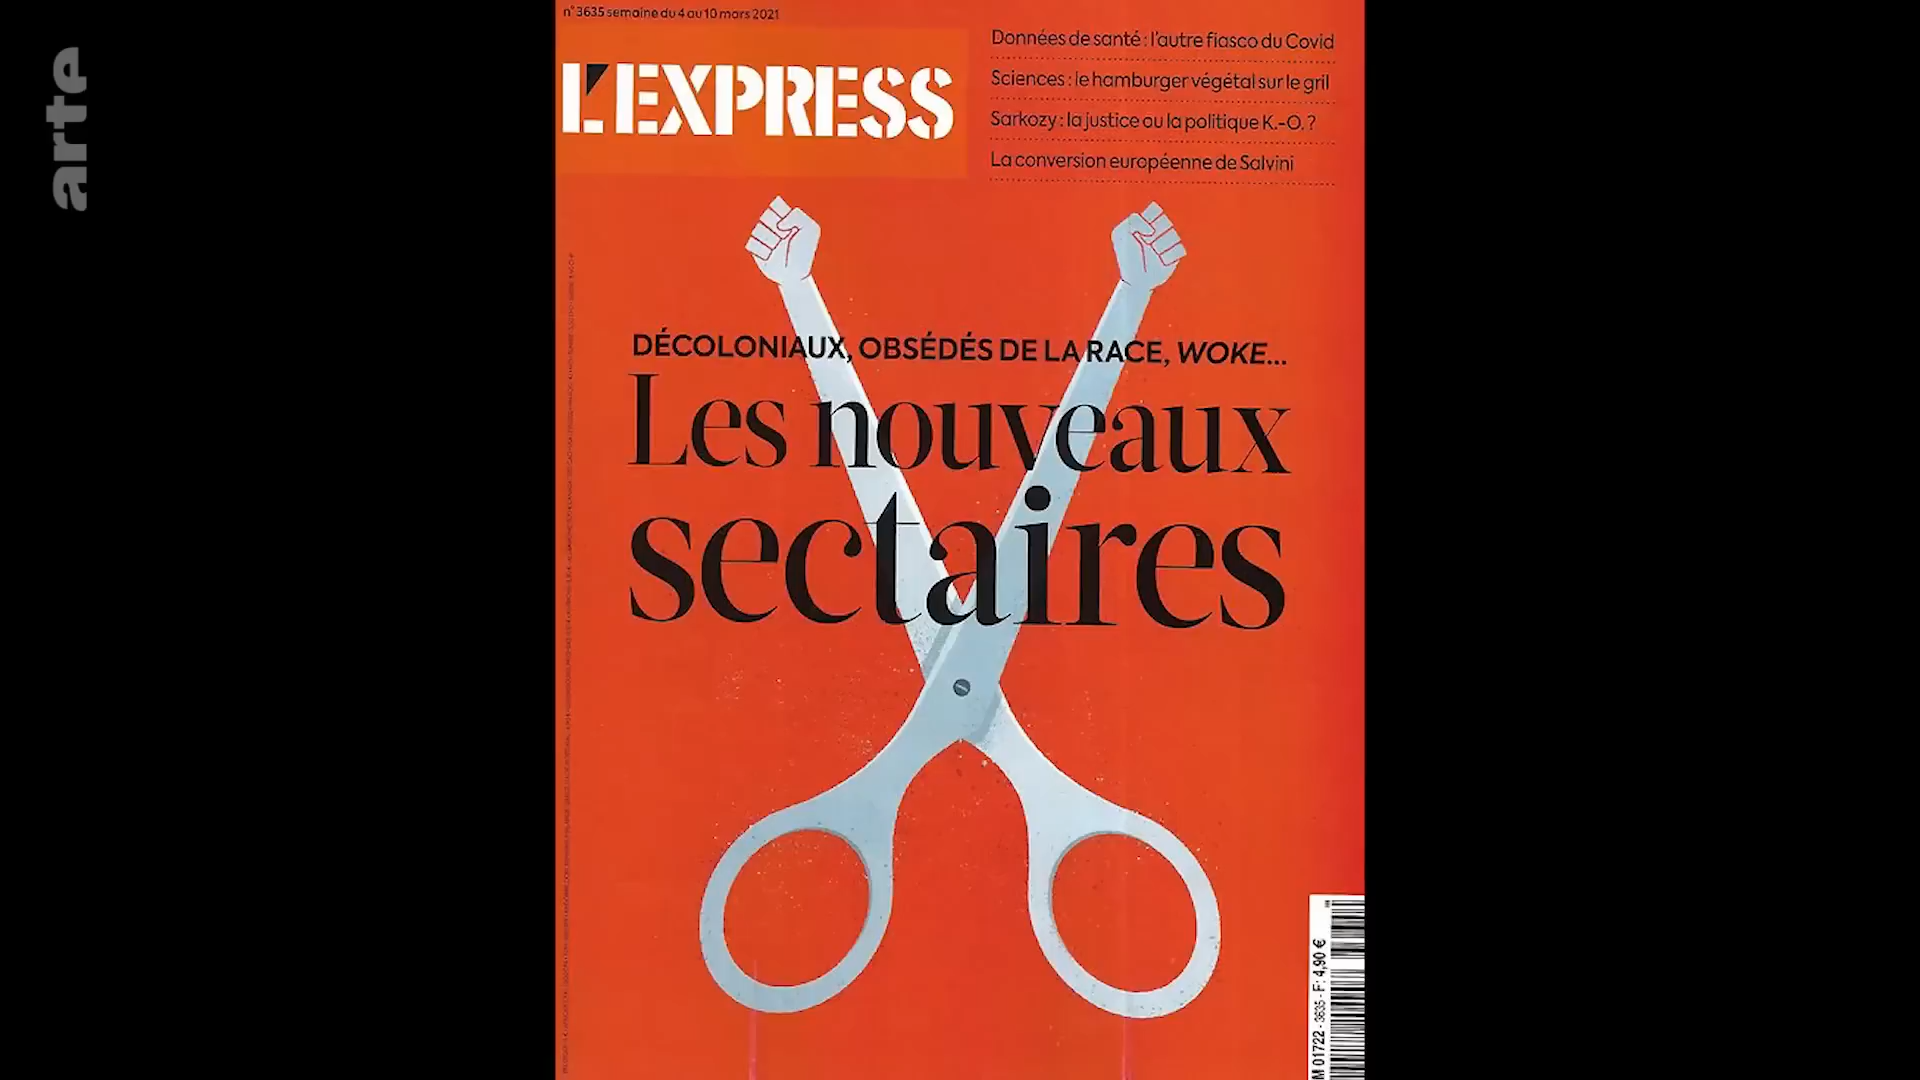 arte
n° 3635 semaine du 4 au 10 mars 2021
L'EXPRESS
Données de santé : l'autre fiasco du Covid
Sciences : le hamburger végétal sur le gril
Sarkozy : la justice ou la politique K.-O. ?
La conversion européenne de Salvini
DÉCOLONIAUX, OBSÉDÉS DE LA RACE, WOKE...
Les nouveaux
sectaires
M 01722 - 3635 - F: 4,90 €